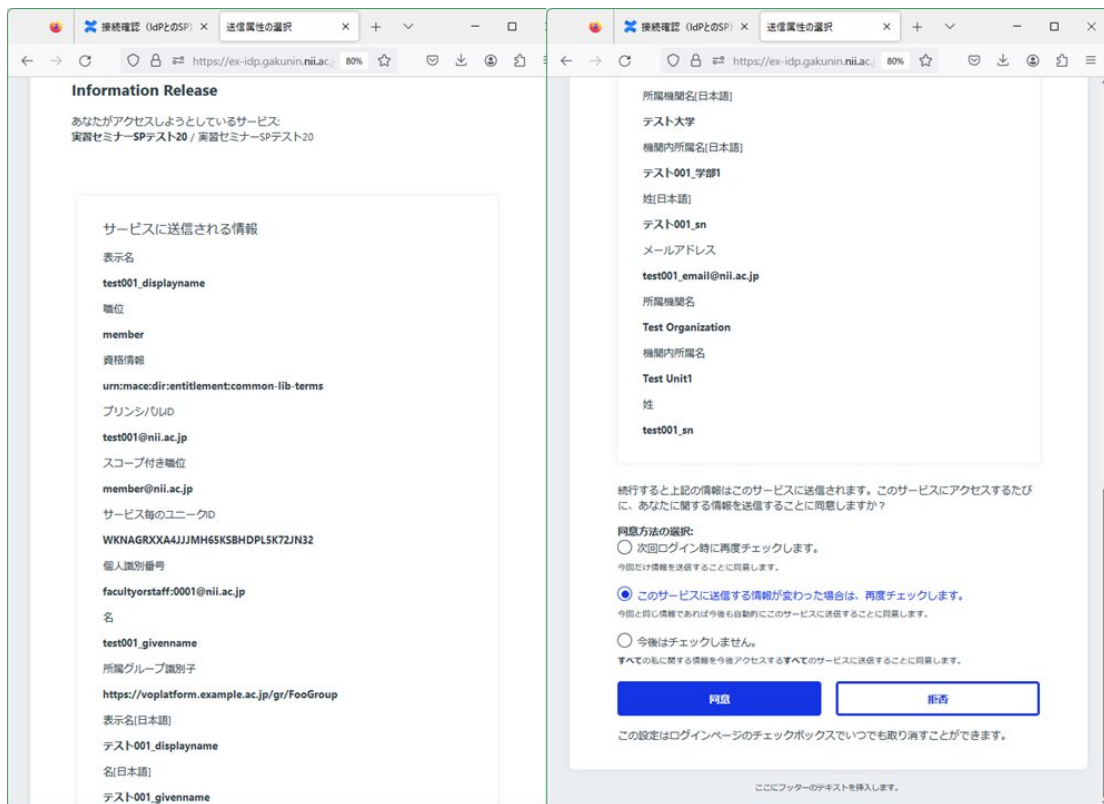 接続確認（IdPとのSP）
送信属性の選択
https://ex-idp.gakunin.nii.ac.j
80%
Information Release
あなたがアクセスしようとしているサービス:
実習セミナーSPテスト20 / 実習セミナーSPテスト20
サービスに送信される情報
表示名
test001_displayname
職位
member
資格情報
urn:mace:dir:entitlement:common-lib-terms
プリンシパルID
test001@nii.ac.jp
スコープ付き職位
member@nii.ac.jp
サービス毎のユニークID
WKNAGRXXA4JJJMH65KSBHDPL5K72JN32
個人識別番号
facultyorstaff:0001@nii.ac.jp
名
test001_givenname
所属グループ識別子
https://voplatform.example.ac.jp/gr/FooGroup
表示名[日本語]
テスト001_displayname
名[日本語]
テスト001_givenname
接続確認（IdPとのSP）
送信属性の選択
https://ex-idp.gakunin.nii.ac.j
80%
所属機関名[日本語]
テスト大学
機関内所属名[日本語]
テスト001_学部1
姓[日本語]
テスト001_sn
メールアドレス
test001_email@nii.ac.jp
所属機関名
Test Organization
機関内所属名
Test Unit1
姓
test001_sn
続行すると上記の情報はこのサービスに送信されます。このサービスにアクセスするたび
に、あなたに関する情報を送信することに同意しますか？
同意方法の選択:
次回ログイン時に再度チェックします。
今回だけ情報を送信することに同意します。
このサービスに送信する情報が変わった場合は、再度チェックします。
今回と同じ情報であれば今後も自動的にこのサービスに送信することに同意します。
今後はチェックしません。
すべての私に関する情報を今後アクセスするすべてのサービスに送信することに同意します。
同意
拒否
この設定はログインページのチェックボックスでいつでも取り消すことができます。
ここにフッターのテキストを挿入します。